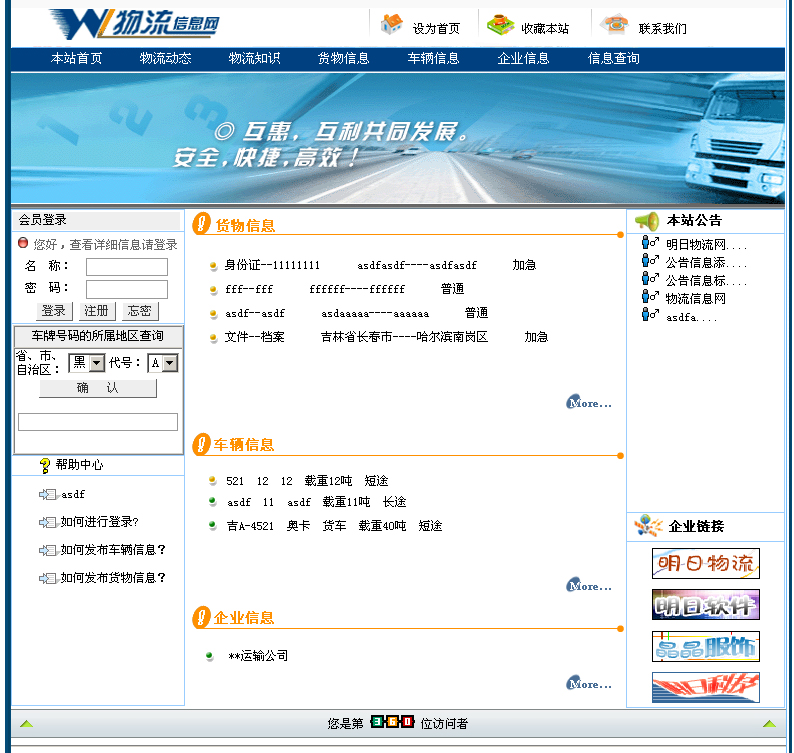 物流信息网
设为首页 收藏本站 联系我们
本站首页 物流动态 物流知识 货物信息 车辆信息 企业信息 信息查询
1 2 3
◎ 互惠，互利共同发展。
安全,快捷,高效！
会员登录
您好，查看详细信息请登录
名 称：
密 码：
登录 注册 忘密
车牌号码的所属地区查询
省、市、
自治区： 黑 代号： A
确 认
帮助中心
asdf
如何进行登录?
如何发布车辆信息？
如何发布货物信息？
货物信息
身份证--11111111 asdfasdf----asdfasdf 加急
fff--fff ffffff----ffffff 普通
asdf--asdf asdaaaaa----aaaaaa 普通
文件--档案 吉林省长春市----哈尔滨南岗区 加急
More...
车辆信息
521 12 12 载重12吨 短途
asdf 11 asdf 载重11吨 长途
吉A-4521 奥卡 货车 载重40吨 短途
More...
企业信息
**运输公司
More...
本站公告
明日物流网....
公告信息添....
公告信息标....
物流信息网
asdfa....
企业链接
明日物流
明日软件
晶晶服饰
您是第 360 位访问者